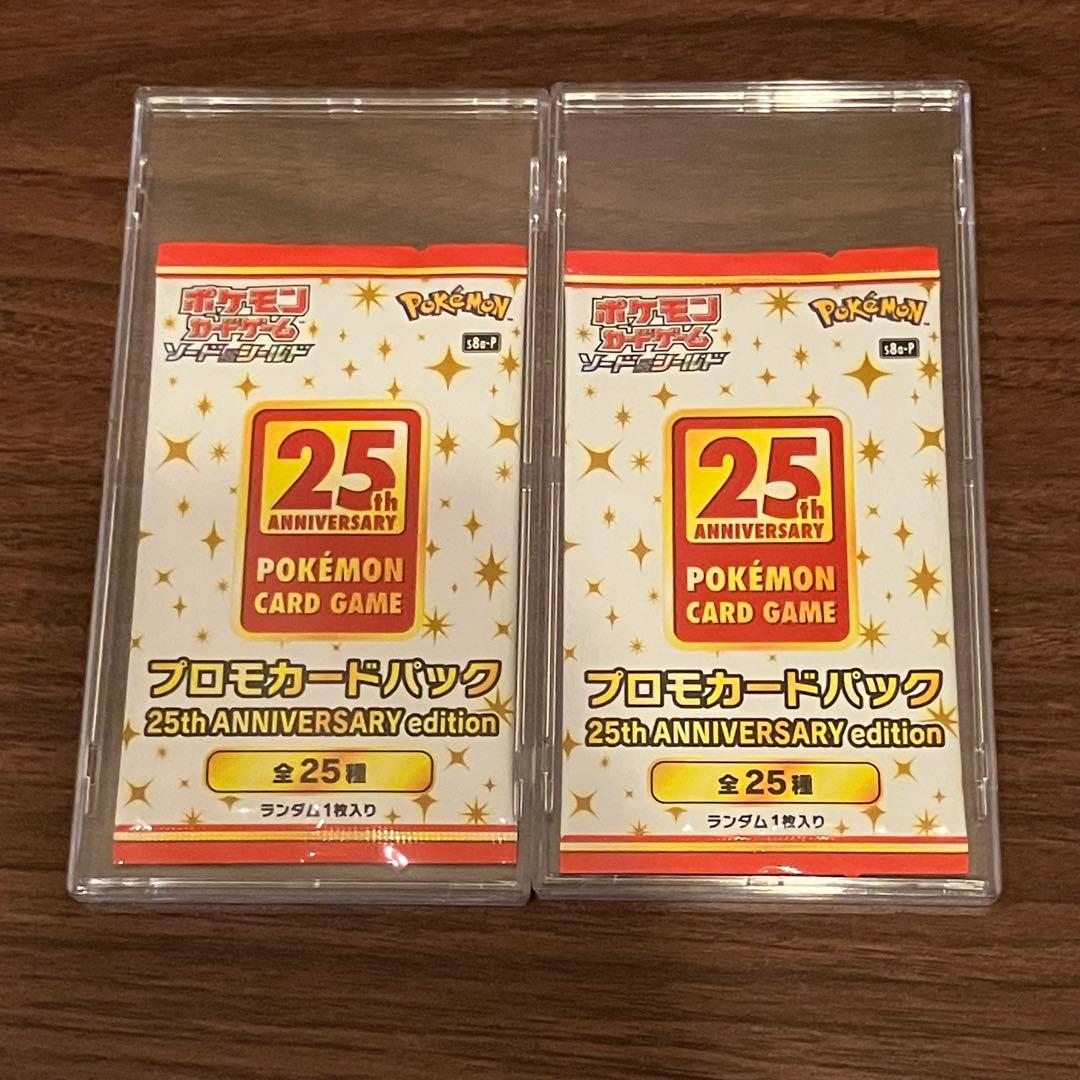 ポケモン
カードゲーム
ソード&シールド
POKÉMON
s8a-P
25th
ANNIVERSARY
POKÉMON
CARD GAME
プロモカードパック
25th ANNIVERSARY edition
全25種
ランダム1枚入り
ポケモン
カードゲーム
ソード&シールド
POKÉMON™
s8a-P
25th
ANNIVERSARY
POKÉMON
CARD GAME
プロモカードパック
25th ANNIVERSARY edition
全25種
ランダム1枚入り